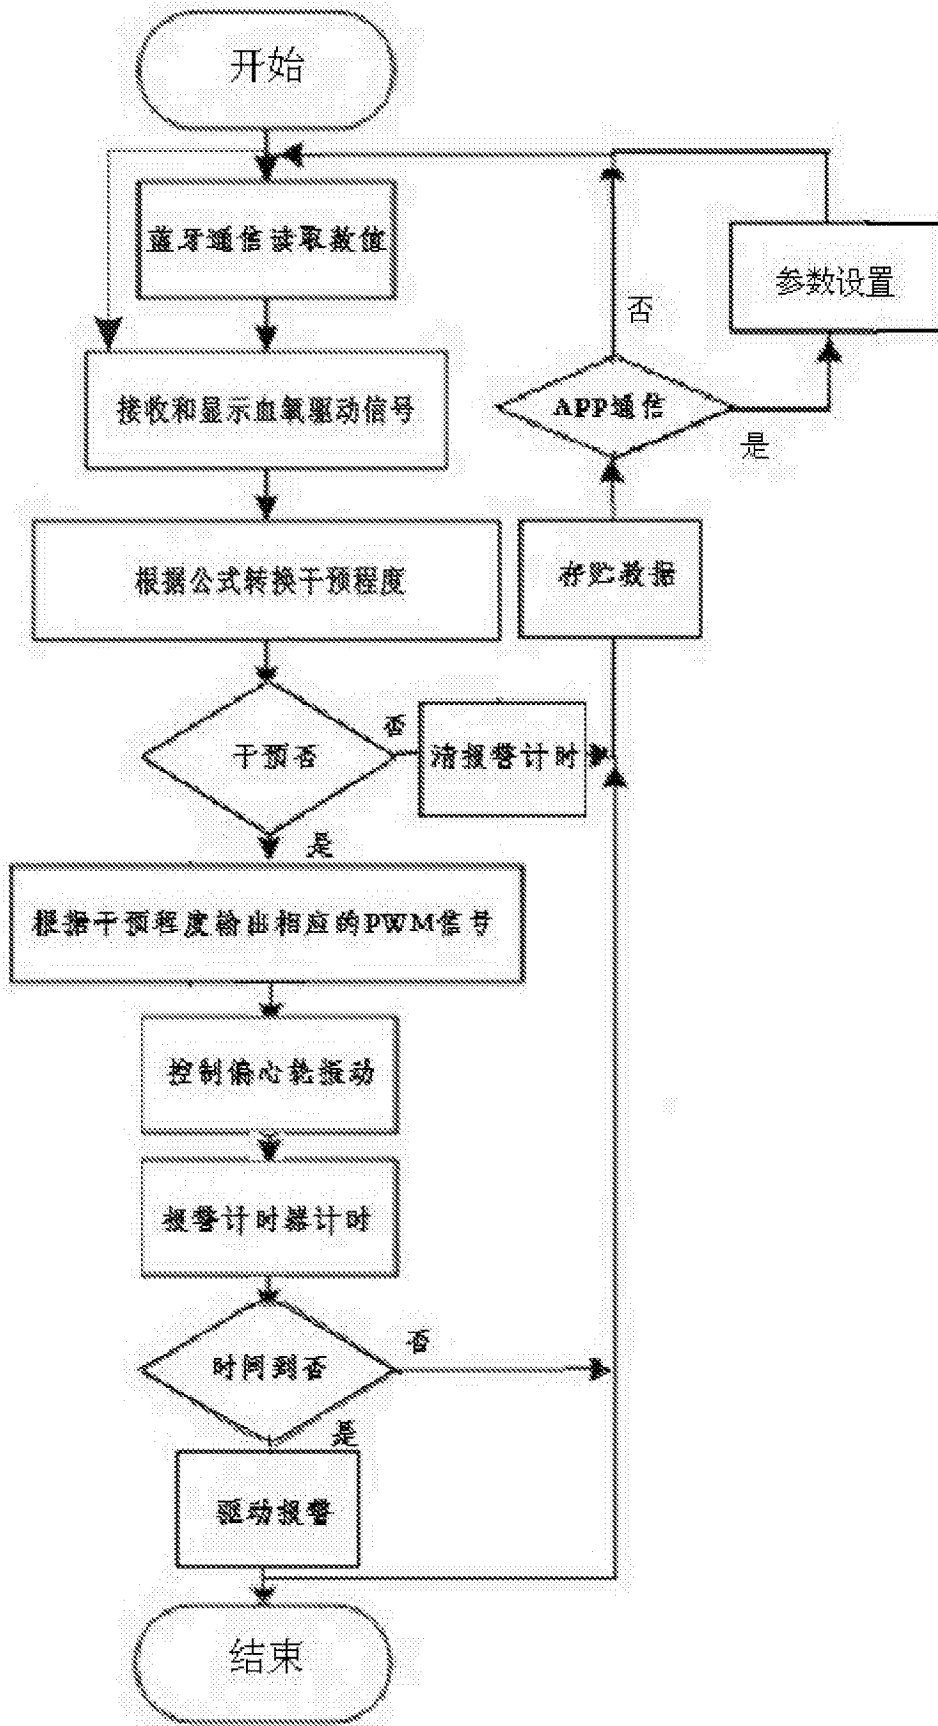 开始
蓝牙通信读取数值
参数设置
否
接收和显示血氧驱动信号
APP通信
是
根据公式转换干预程度
存贮数据
干预否
否
清报警计时
是
根据干预程度输出相应的PWM信号
控制偏心轮振动
报警计时器计时
时间到否
否
是
驱动报警
结束